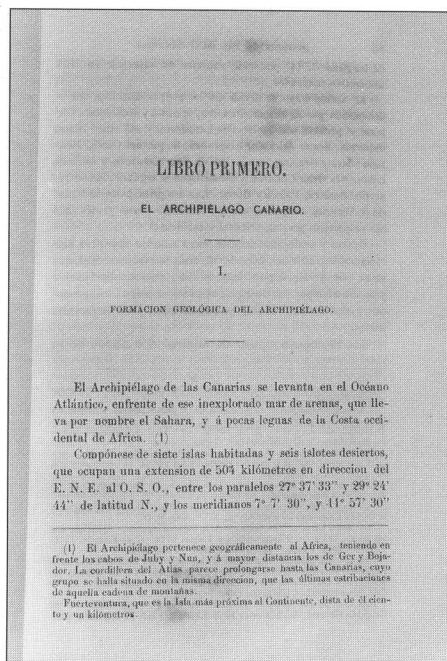 LIBRO PRIMERO.
EL ARCHIPIÉLAGO CANARIO.
I.
FORMACION GEOLÓGICA DEL ARCHIPIÉLAGO.
El Archipiélago de las Canarias se levanta en el Océano
Atlántico, enfrente de ese inexplorado mar de arenas, que lle-
va por nombre el Sahara, y á pocas leguas de la Costa occi-
dental de Africa. (1)
Compónese de siete islas habitadas y seis islotes desiertos,
que ocupan una extension de 504 kilómetros en direccion del
E. N. E. al O. S. O., entre los paralelos 27° 37' 33" y 29° 24'
44" de latitud N., y los meridianos 7° 7' 30", y 11° 57' 30"
(1) El Archipiélago pertenece geográficamente al Africa, teniendo en
frente los cabos de Juby y Nun, y á mayor distancia los de Ger y Boja-
dor. La cordillera del Atlas parece prolongarse hasta las Canarias, cuyo
grupo se halla situado en la misma direccion, que las últimas estribaciones
de aquella cadena de montañas.
Fuerteventura, que es la Isla más próxima al Continente, dista de él cien-
to y un kilómetros.